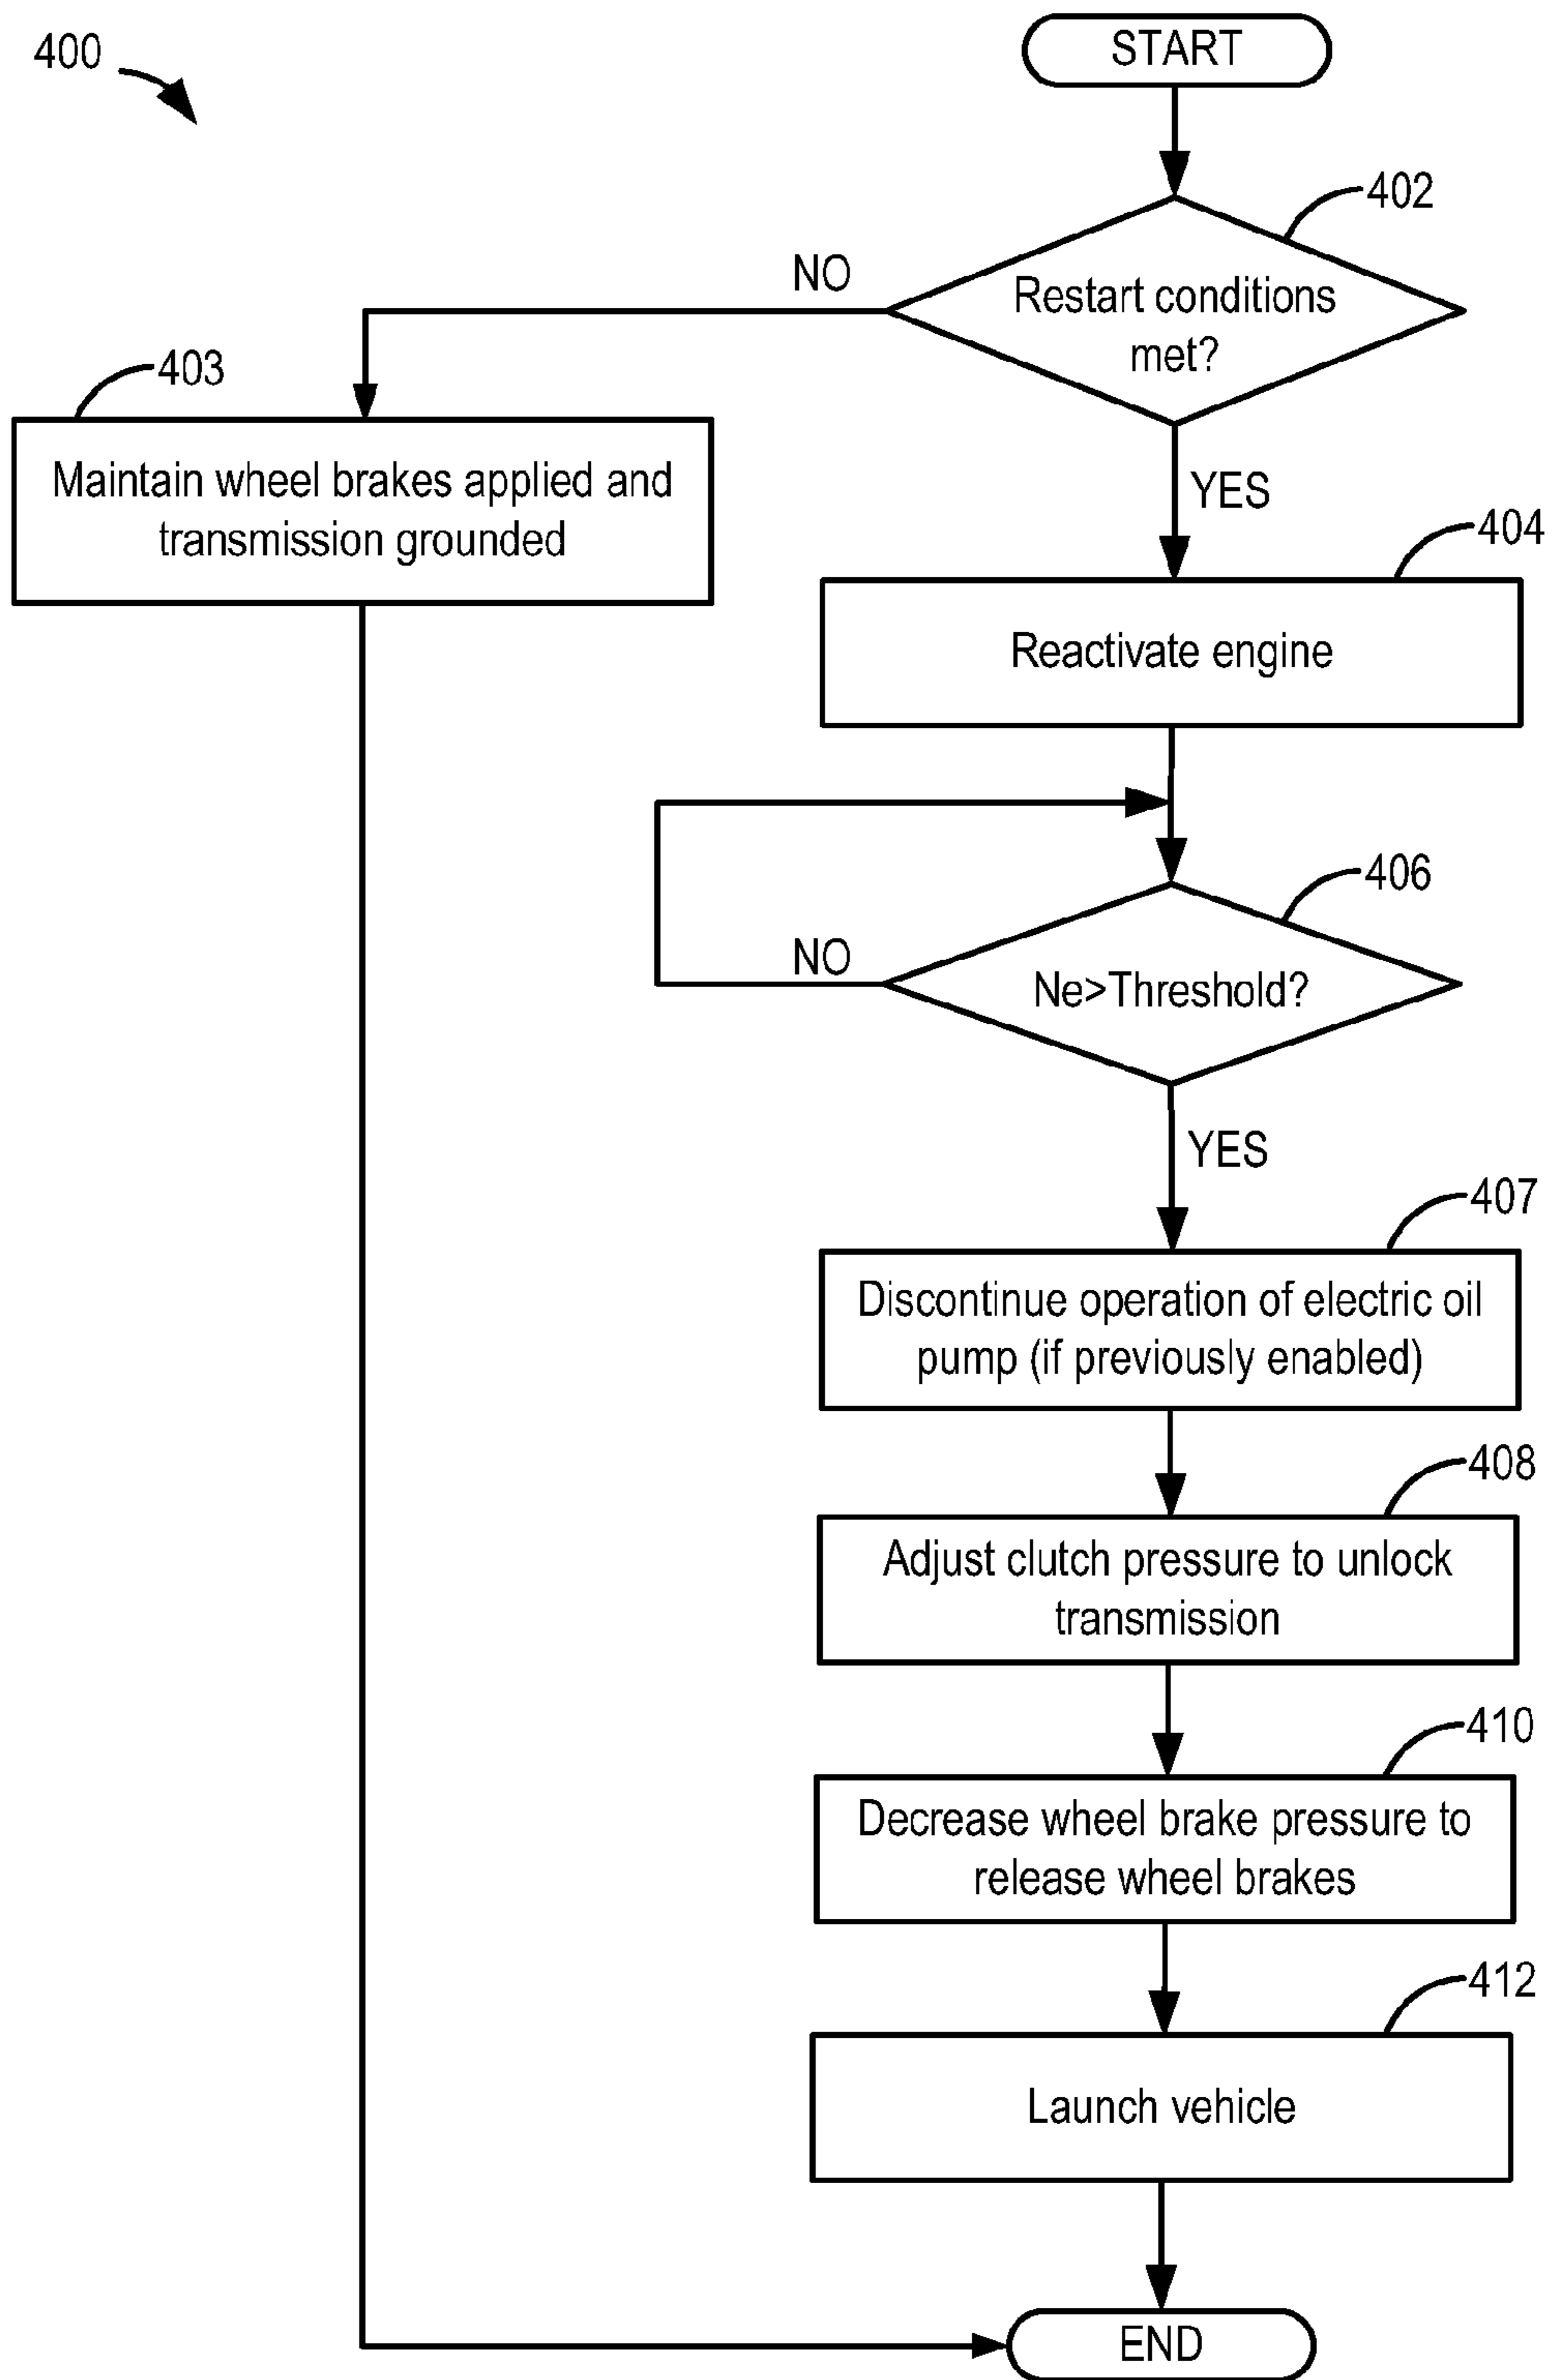 400
START
402
Restart conditions
met?
NO
403
Maintain wheel brakes applied and
transmission grounded
YES
404
Reactivate engine
406
Ne>Threshold?
NO
YES
407
Discontinue operation of electric oil
pump (if previously enabled)
408
Adjust clutch pressure to unlock
transmission
410
Decrease wheel brake pressure to
release wheel brakes
412
Launch vehicle
END